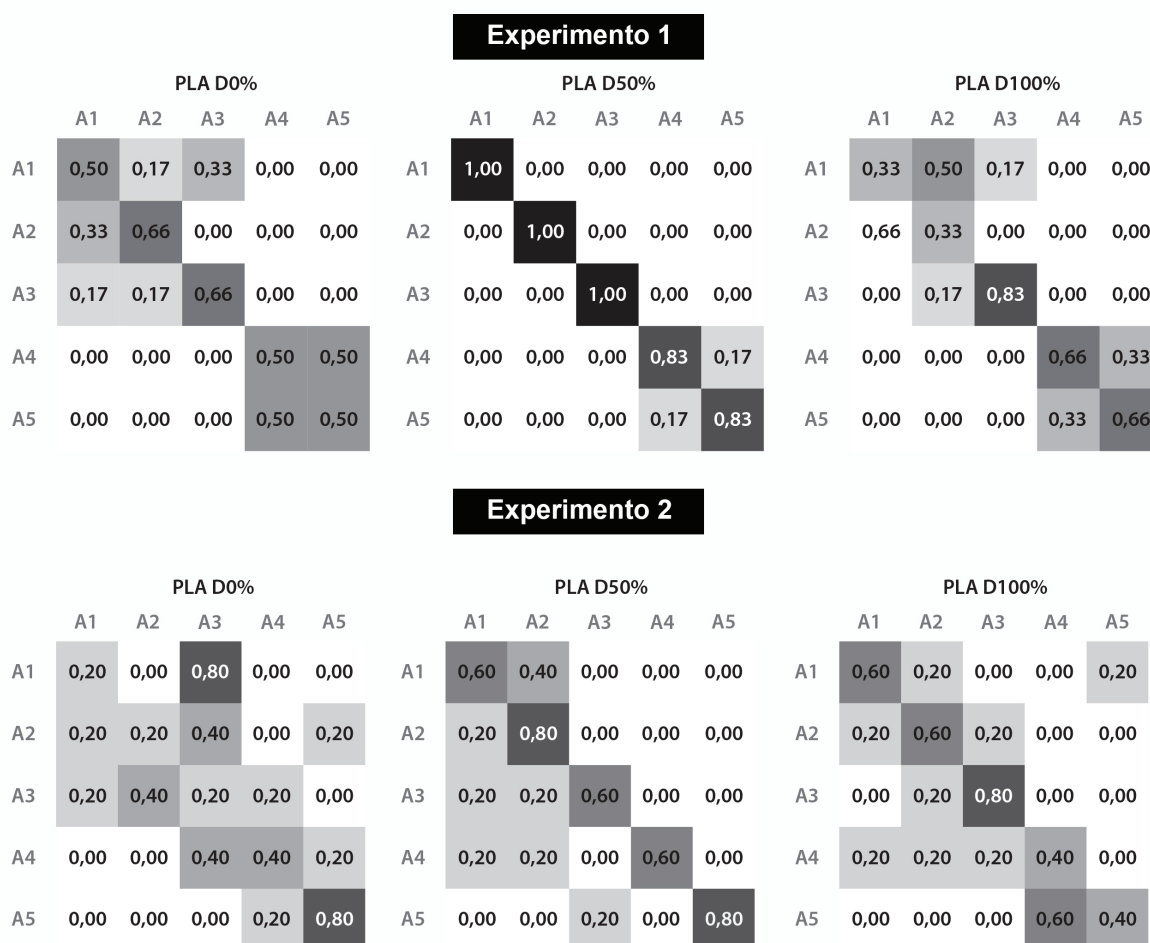 Experimento 1
PLA D0% PLA D50% PLA D100%
A1 A2 A3 A4 A5 A1 A2 A3 A4 A5 A1 A2 A3 A4 A5
A1 0,50 0,17 0,33 0,00 0,00 A1 1,00 0,00 0,00 0,00 0,00 A1 0,33 0,50 0,17 0,00 0,00
A2 0,33 0,66 0,00 0,00 0,00 A2 0,00 1,00 0,00 0,00 0,00 A2 0,66 0,33 0,00 0,00 0,00
A3 0,17 0,17 0,66 0,00 0,00 A3 0,00 0,00 1,00 0,00 0,00 A3 0,00 0,17 0,83 0,00 0,00
A4 0,00 0,00 0,00 0,50 0,50 A4 0,00 0,00 0,00 0,83 0,17 A4 0,00 0,00 0,00 0,66 0,33
A5 0,00 0,00 0,00 0,50 0,50 A5 0,00 0,00 0,00 0,17 0,83 A5 0,00 0,00 0,00 0,33 0,66
Experimento 2
PLA D0% PLA D50% PLA D100%
A1 A2 A3 A4 A5 A1 A2 A3 A4 A5 A1 A2 A3 A4 A5
A1 0,20 0,00 0,80 0,00 0,00 A1 0,60 0,40 0,00 0,00 0,00 A1 0,60 0,20 0,00 0,00 0,20
A2 0,20 0,20 0,40 0,00 0,20 A2 0,20 0,80 0,00 0,00 0,00 A2 0,20 0,60 0,20 0,00 0,00
A3 0,20 0,40 0,20 0,20 0,00 A3 0,20 0,20 0,60 0,00 0,00 A3 0,00 0,20 0,80 0,00 0,00
A4 0,00 0,00 0,40 0,40 0,20 A4 0,20 0,20 0,00 0,60 0,00 A4 0,20 0,20 0,20 0,40 0,00
A5 0,00 0,00 0,00 0,20 0,80 A5 0,00 0,00 0,20 0,00 0,80 A5 0,00 0,00 0,00 0,60 0,40